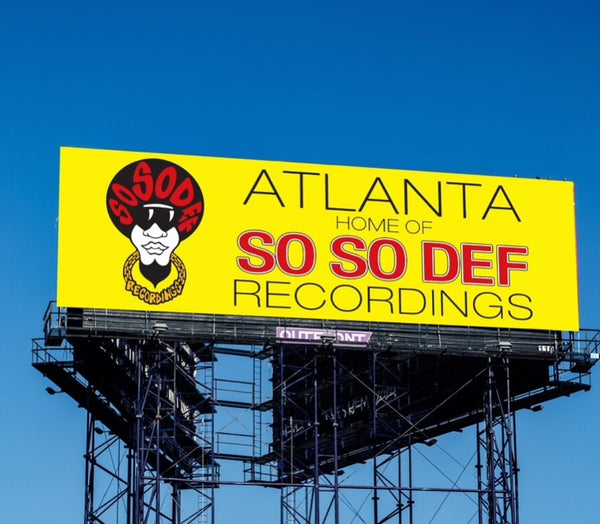 SO SO DEF
RECORDINGS
ATLANTA
HOME OF
SO SO DEF
RECORDINGS
OUTFRONT